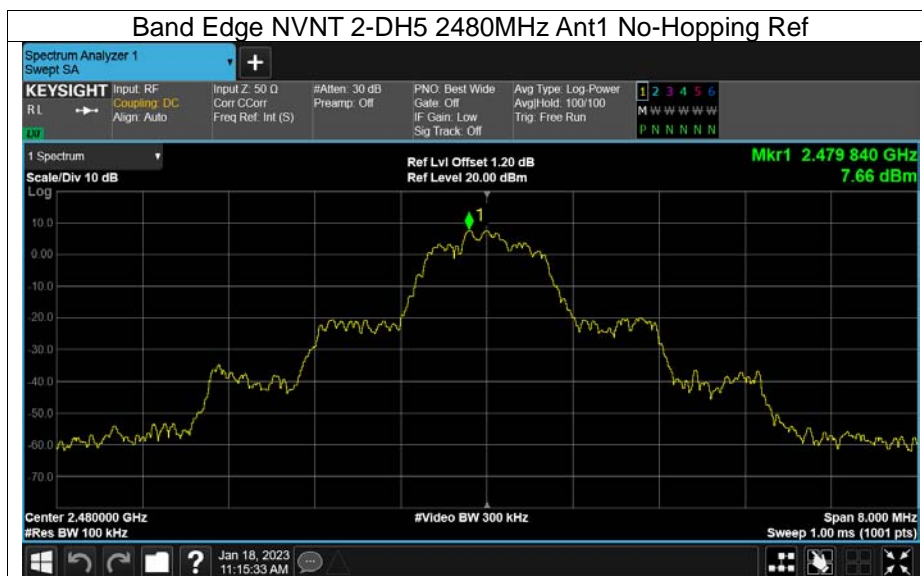 Band Edge NVNT 2-DH5 2480MHz Ant1 No-Hopping Ref
Spectrum Analyzer 1
Swept SA
+
KEYSIGHT Input: RF Input Z: 50 Ω #Atten: 30 dB PNO: Best Wide Avg Type: Log-Power 1 2 3 4 5 6
R L Coupling: DC Corr CCorr Preamp: Off Gate: Off Avg|Hold: 100/100 M W W W W W
Align: Auto Freq Ref: Int (S) IF Gain: Low Trig: Free Run
Sig Track: Off P N N N N N
LXI
1 Spectrum
Ref Lvl Offset 1.20 dB Mkr1 2.479 840 GHz
Scale/Div 10 dB Ref Level 20.00 dBm 7.66 dBm
Log
1
10.0
0.00
-10.0
-20.0
-30.0
-40.0
-50.0
-60.0
-70.0
Center 2.480000 GHz #Video BW 300 kHz Span 8.000 MHz
#Res BW 100 kHz Sweep 1.00 ms (1001 pts)
? Jan 18, 2023
11:15:33 AM